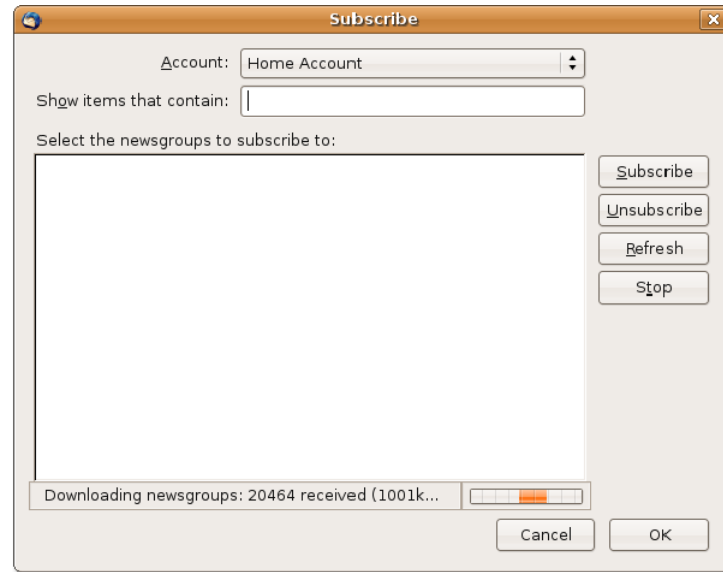 Subscribe
Account: Home Account
Show items that contain:
Select the newsgroups to subscribe to:
Subscribe
Unsubscribe
Refresh
Stop
Downloading newsgroups: 20464 received (1001k...
Cancel OK